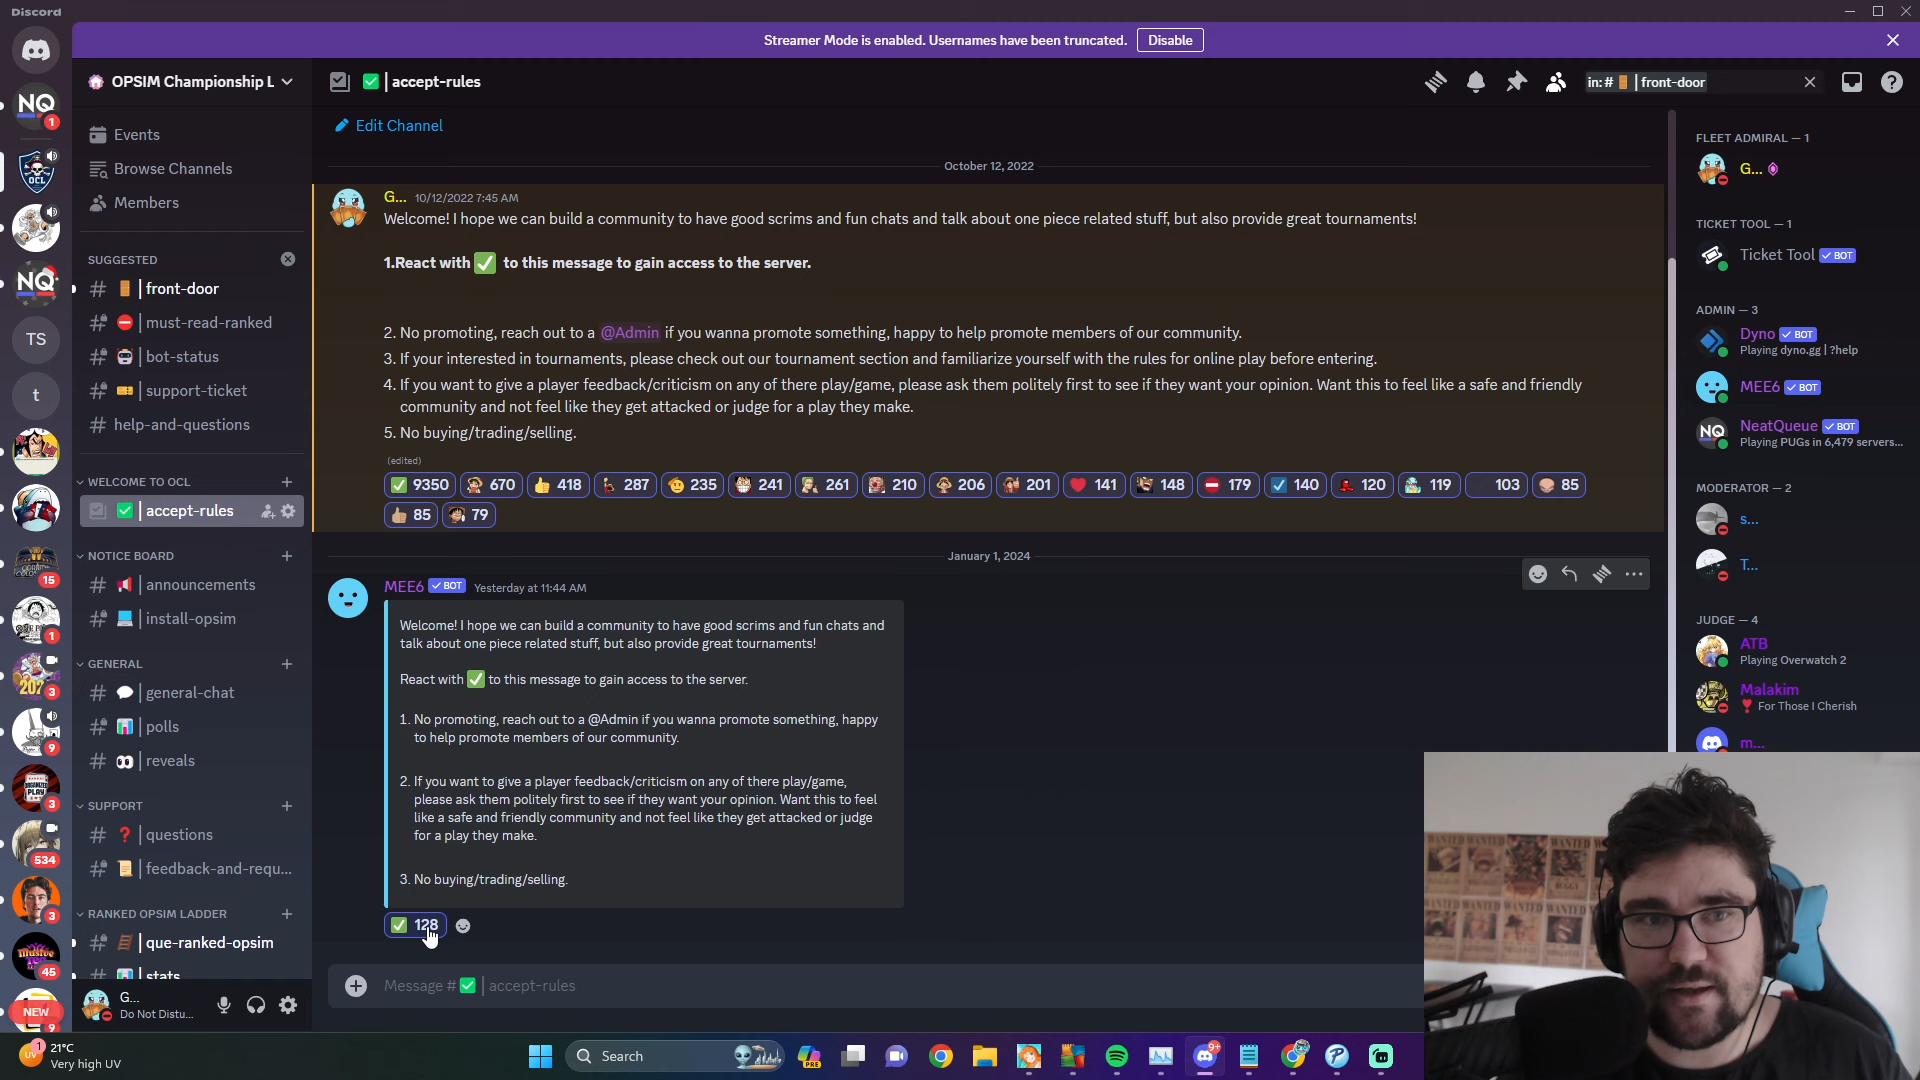 Discord
Streamer Mode is enabled. Usernames have been truncated.
Disable
OPSIM Championship L
Events
Browse Channels
Members
SUGGESTED
| front-door
| must-read-ranked
| bot-status
| support-ticket
help-and-questions
WELCOME TO OCL
| accept-rules
NOTICE BOARD
| announcements
| install-opsim
GENERAL
| general-chat
| polls
| reveals
SUPPORT
| questions
| feedback-and-requ...
RANKED OPSIM LADDER
| que-ranked-opsim
| stats
G...
Do Not Distu...
NQ
1
OCL
NQ
TS
t
15
1
207
3
9
3
534
3
45
NEW
9
| accept-rules
in:# | front-door
Edit Channel
October 12, 2022
G... 10/12/2022 7:45 AM
Welcome! I hope we can build a community to have good scrims and fun chats and talk about one piece related stuff, but also provide great tournaments!
1.React with ✅ to this message to gain access to the server.
2. No promoting, reach out to a @Admin if you wanna promote something, happy to help promote members of our community.
3. If your interested in tournaments, please check out our tournament section and familiarize yourself with the rules for online play before entering.
4. If you want to give a player feedback/criticism on any of there play/game, please ask them politely first to see if they want your opinion. Want this to feel like a safe and friendly
community and not feel like they get attacked or judge for a play they make.
5. No buying/trading/selling.
(edited)
9350 670 418 287 235 241 261 210 206 201 141 148 179 140 120 119 103 85
85 79
January 1, 2024
MEE6 BOT Yesterday at 11:44 AM
Welcome! I hope we can build a community to have good scrims and fun chats and
talk about one piece related stuff, but also provide great tournaments!
React with ✅ to this message to gain access to the server.
1. No promoting, reach out to a @Admin if you wanna promote something, happy
to help promote members of our community.
2. If you want to give a player feedback/criticism on any of there play/game,
please ask them politely first to see if they want your opinion. Want this to feel
like a safe and friendly community and not feel like they get attacked or judge
for a play they make.
3. No buying/trading/selling.
128
Message # ✅ | accept-rules
FLEET ADMIRAL — 1
G...
TICKET TOOL — 1
Ticket Tool BOT
ADMIN — 3
Dyno BOT
Playing dyno.gg | ?help
MEE6 BOT
NQ NeatQueue BOT
Playing PUGs in 6,479 servers...
MODERATOR — 2
s...
T...
JUDGE — 4
ATB
Playing Overwatch 2
Malakim
For Those I Cherish
m...
1
21°C
Very high UV
Search
PRE
9+